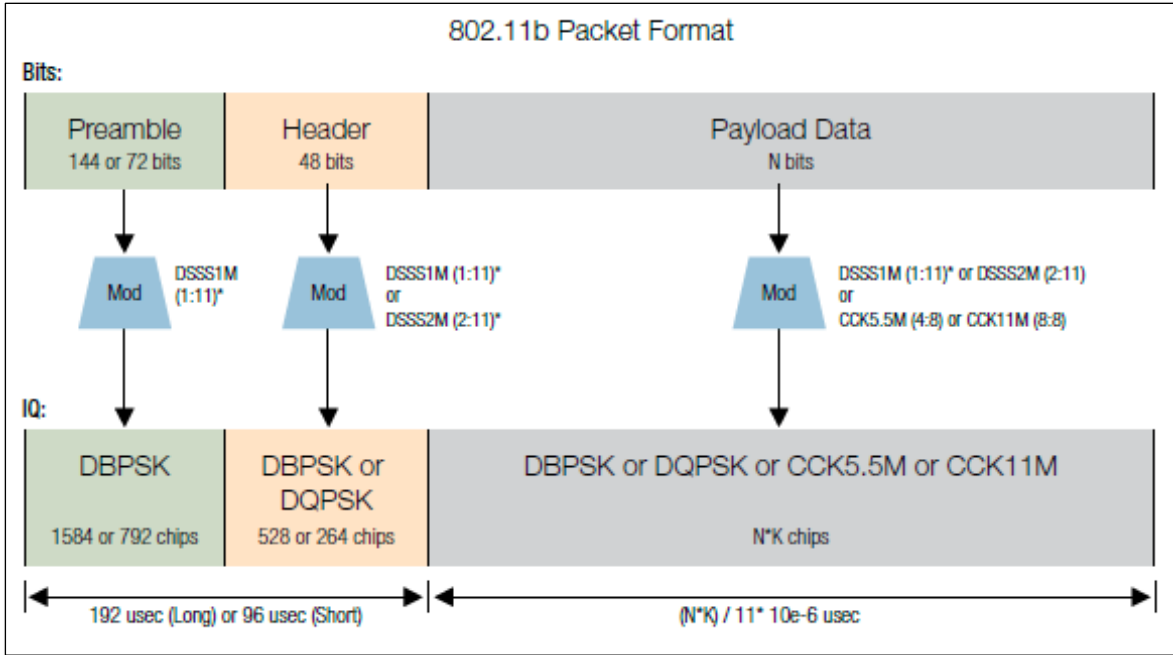 802.11b Packet Format
Bits:
Preamble
144 or 72 bits
Header
48 bits
Payload Data
N bits
Mod
DSSS1M
(1:11)*
Mod
DSSS1M (1:11)*
or
DSSS2M (2:11)*
Mod
DSSS1M (1:11)* or DSSS2M (2:11)
or
CCK5.5M (4:8) or CCK11M (8:8)
IQ:
DBPSK
1584 or 792 chips
DBPSK or
DQPSK
528 or 264 chips
DBPSK or DQPSK or CCK5.5M or CCK11M
N*K chips
192 usec (Long) or 96 usec (Short)
(N*K) / 11* 10e-6 usec